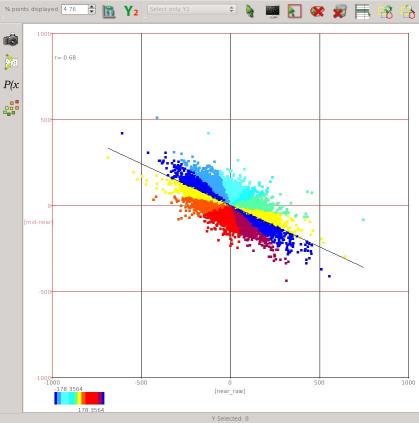 % points displayed 4.76
Y2
Select only Y1
P(x
1000
r=-0.68
500
0
[mid-near]
-500
-1000
-1000
-500
0
500
1000
[near_raw]
-178.3564
178.3564
Y Selected: 0